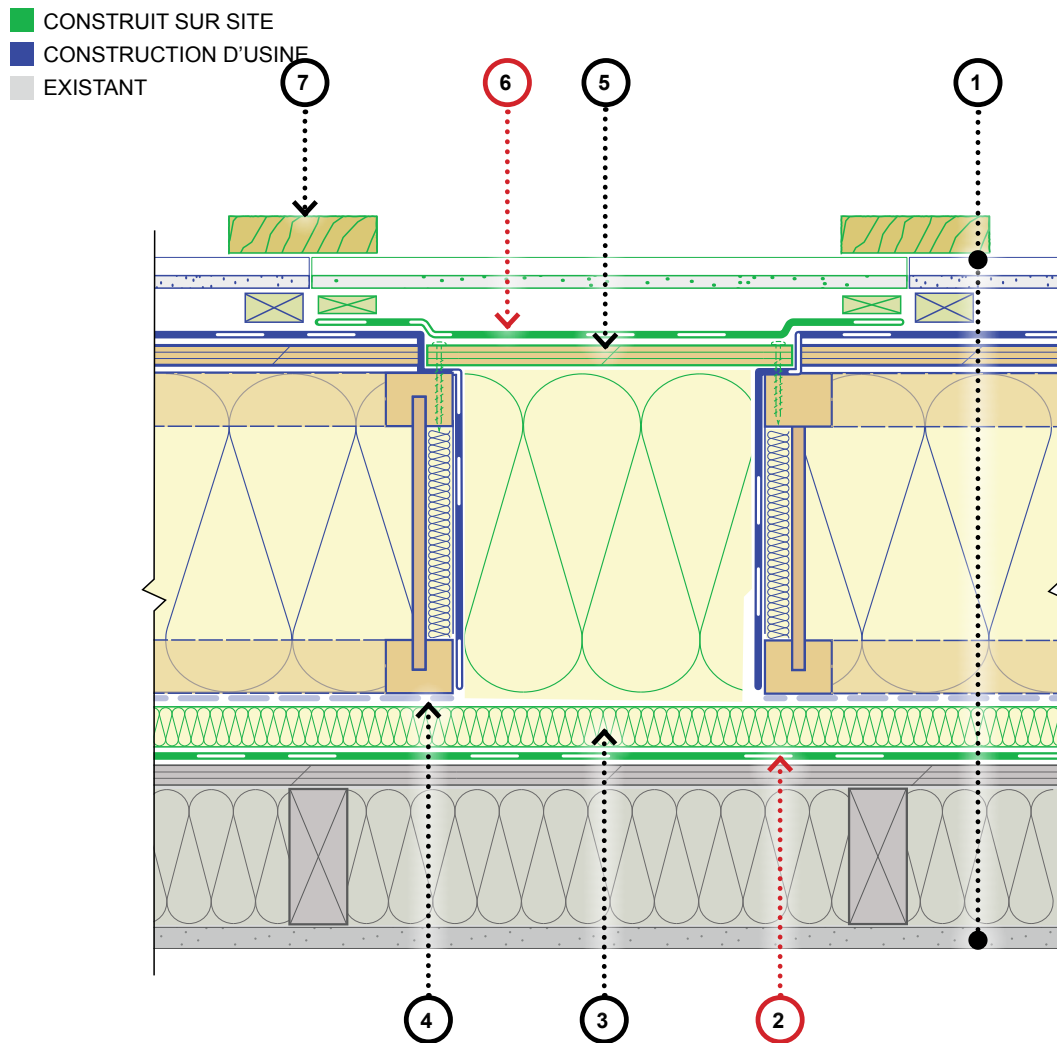 CONSTRUIT SUR SITE
CONSTRUCTION D'USINE
EXISTANT
7 6 5 1
4 3 2